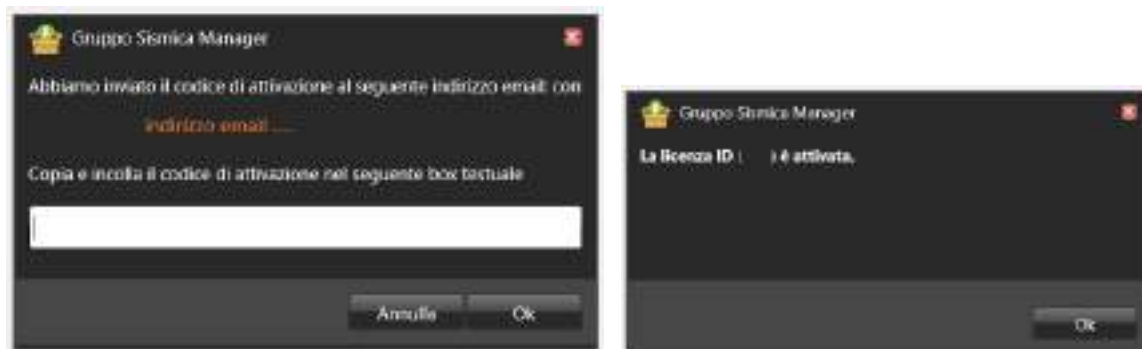 Gruppo Sismica Manager
Abbiamo inviato il codice di attivazione al seguente indirizzo email: con
indirizzo email ....
Copia e incolla il codice di attivazione nel seguente box testuale
Annulla Ok
Gruppo Sismica Manager
La licenza ID ( ) è attivata.
Ok